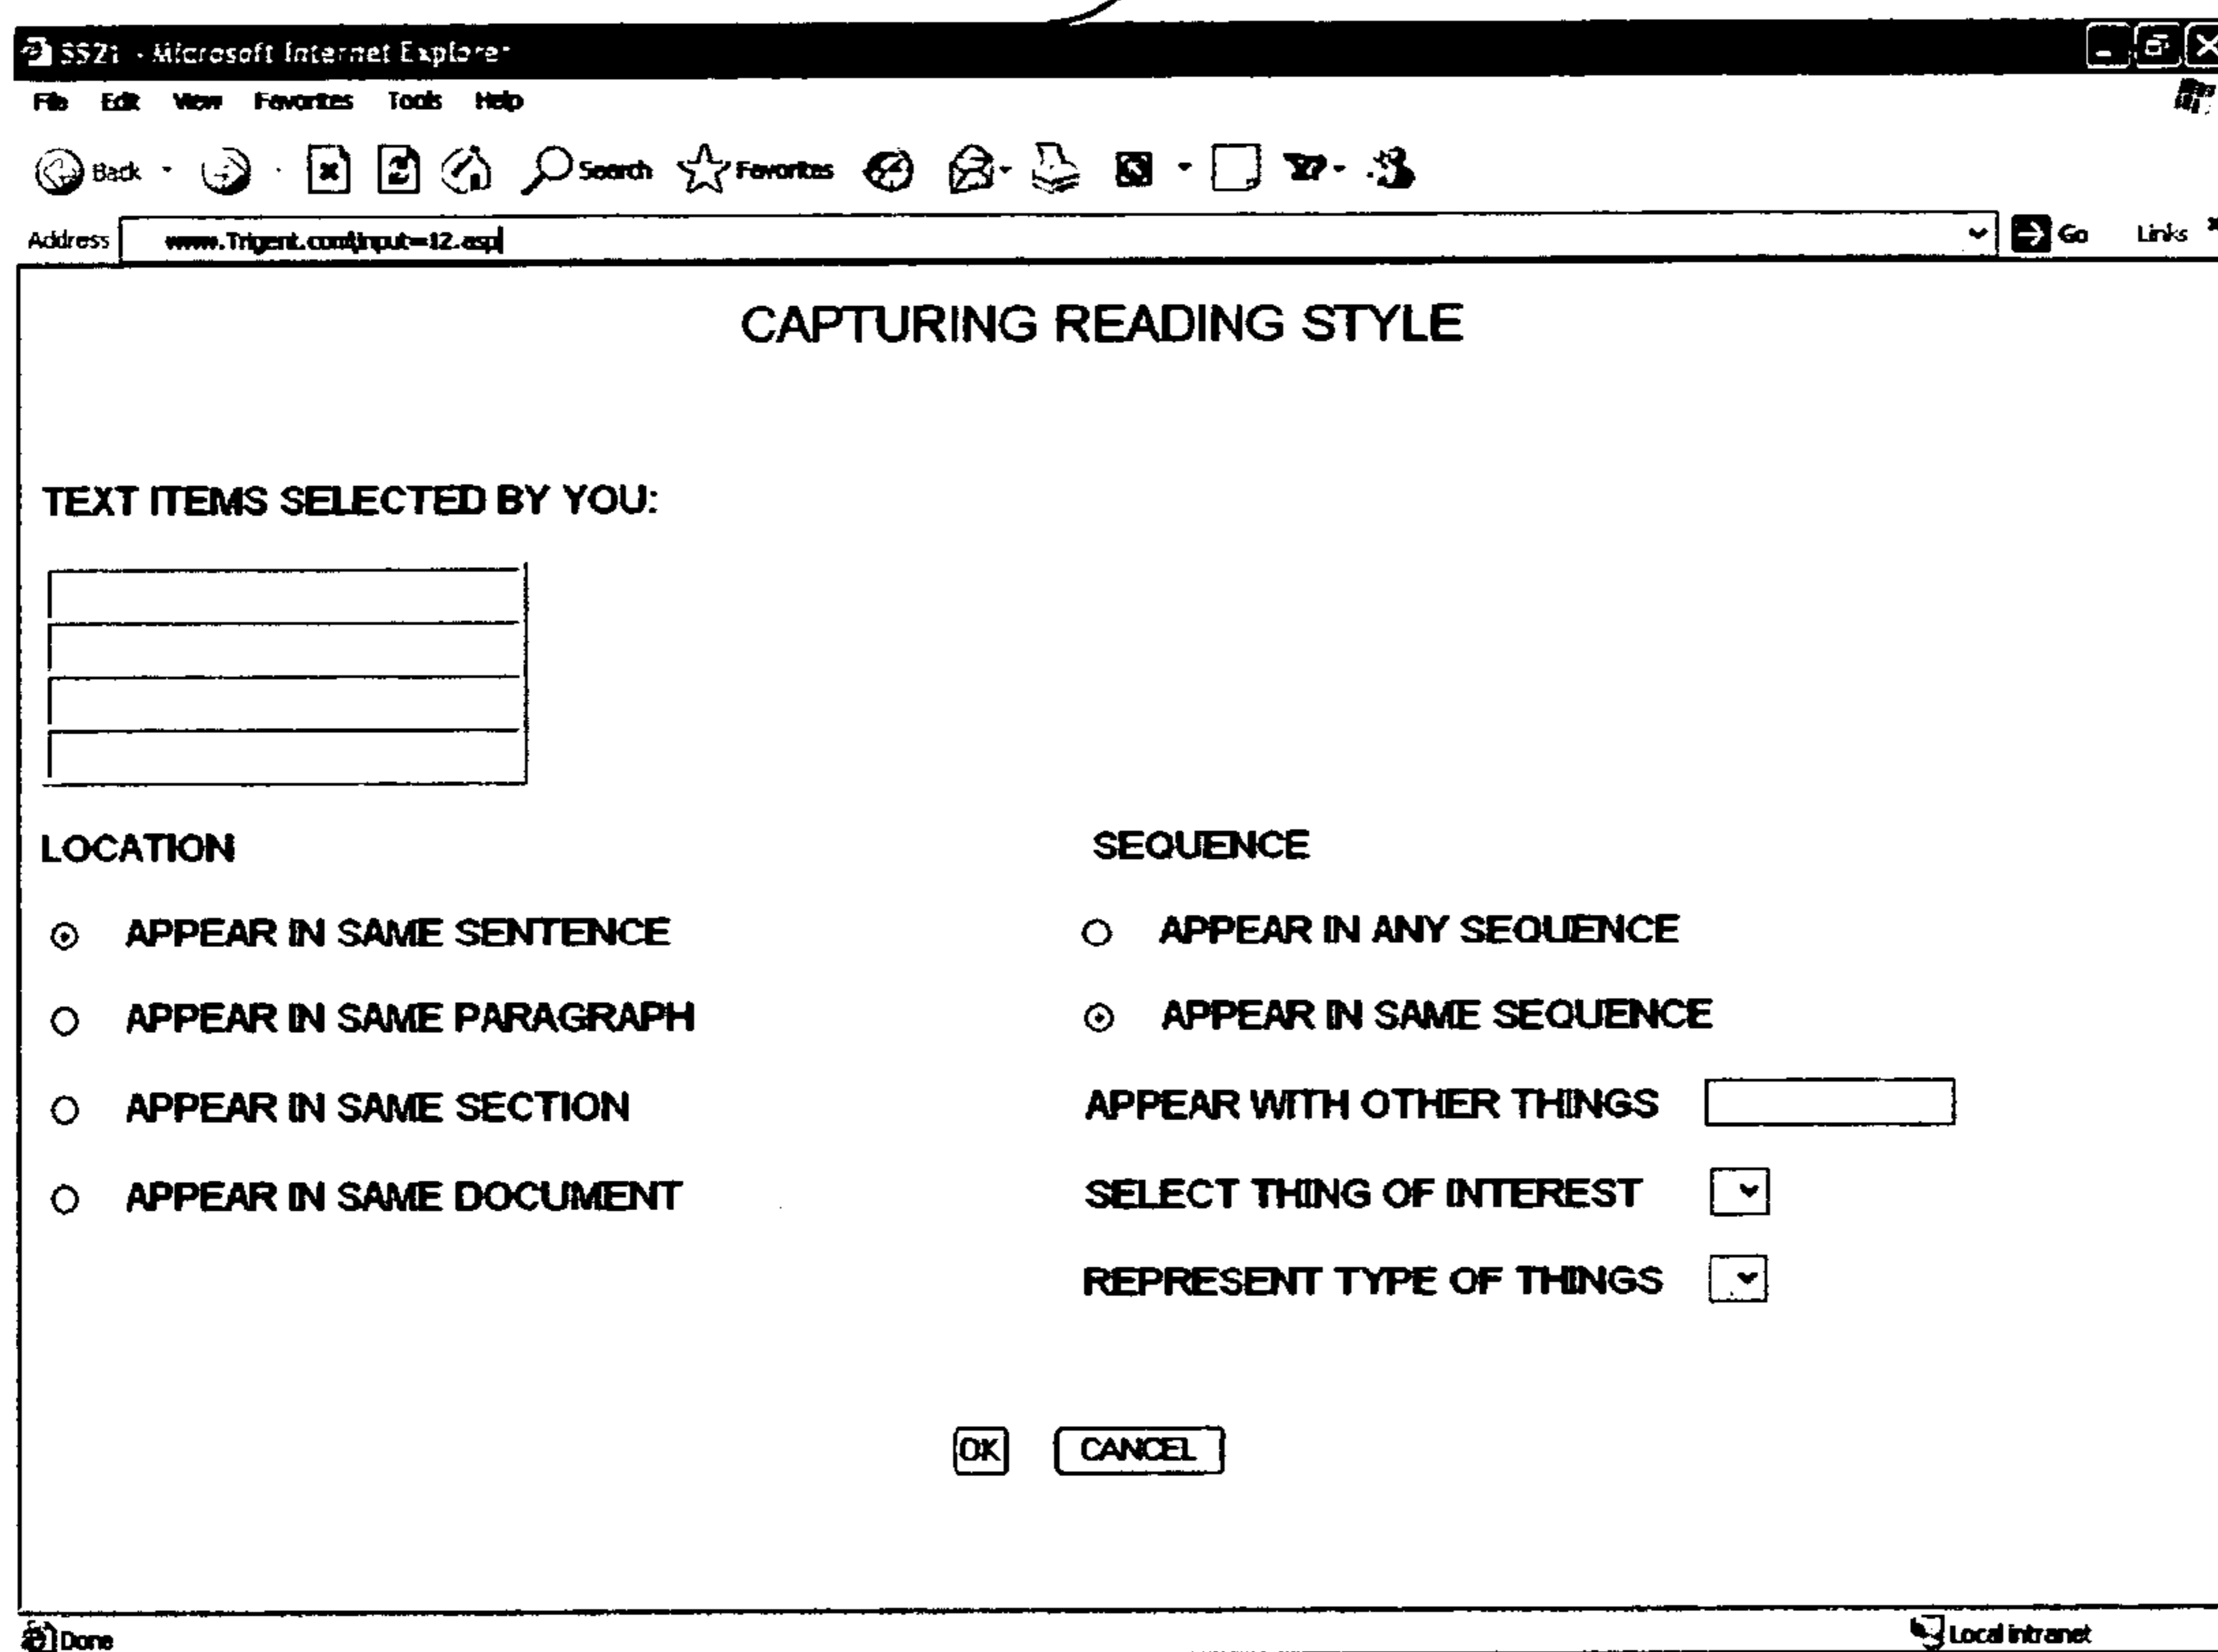 SS21 - Microsoft Internet Explorer
File Edit View Favorites Tools Help
Back Search Favorites
Address www.Trigent.com\input=12.asp Go Links
CAPTURING READING STYLE
TEXT ITEMS SELECTED BY YOU:
LOCATION
APPEAR IN SAME SENTENCE
APPEAR IN SAME PARAGRAPH
APPEAR IN SAME SECTION
APPEAR IN SAME DOCUMENT
SEQUENCE
APPEAR IN ANY SEQUENCE
APPEAR IN SAME SEQUENCE
APPEAR WITH OTHER THINGS
SELECT THING OF INTEREST
REPRESENT TYPE OF THINGS
OK CANCEL
Done Local intranet